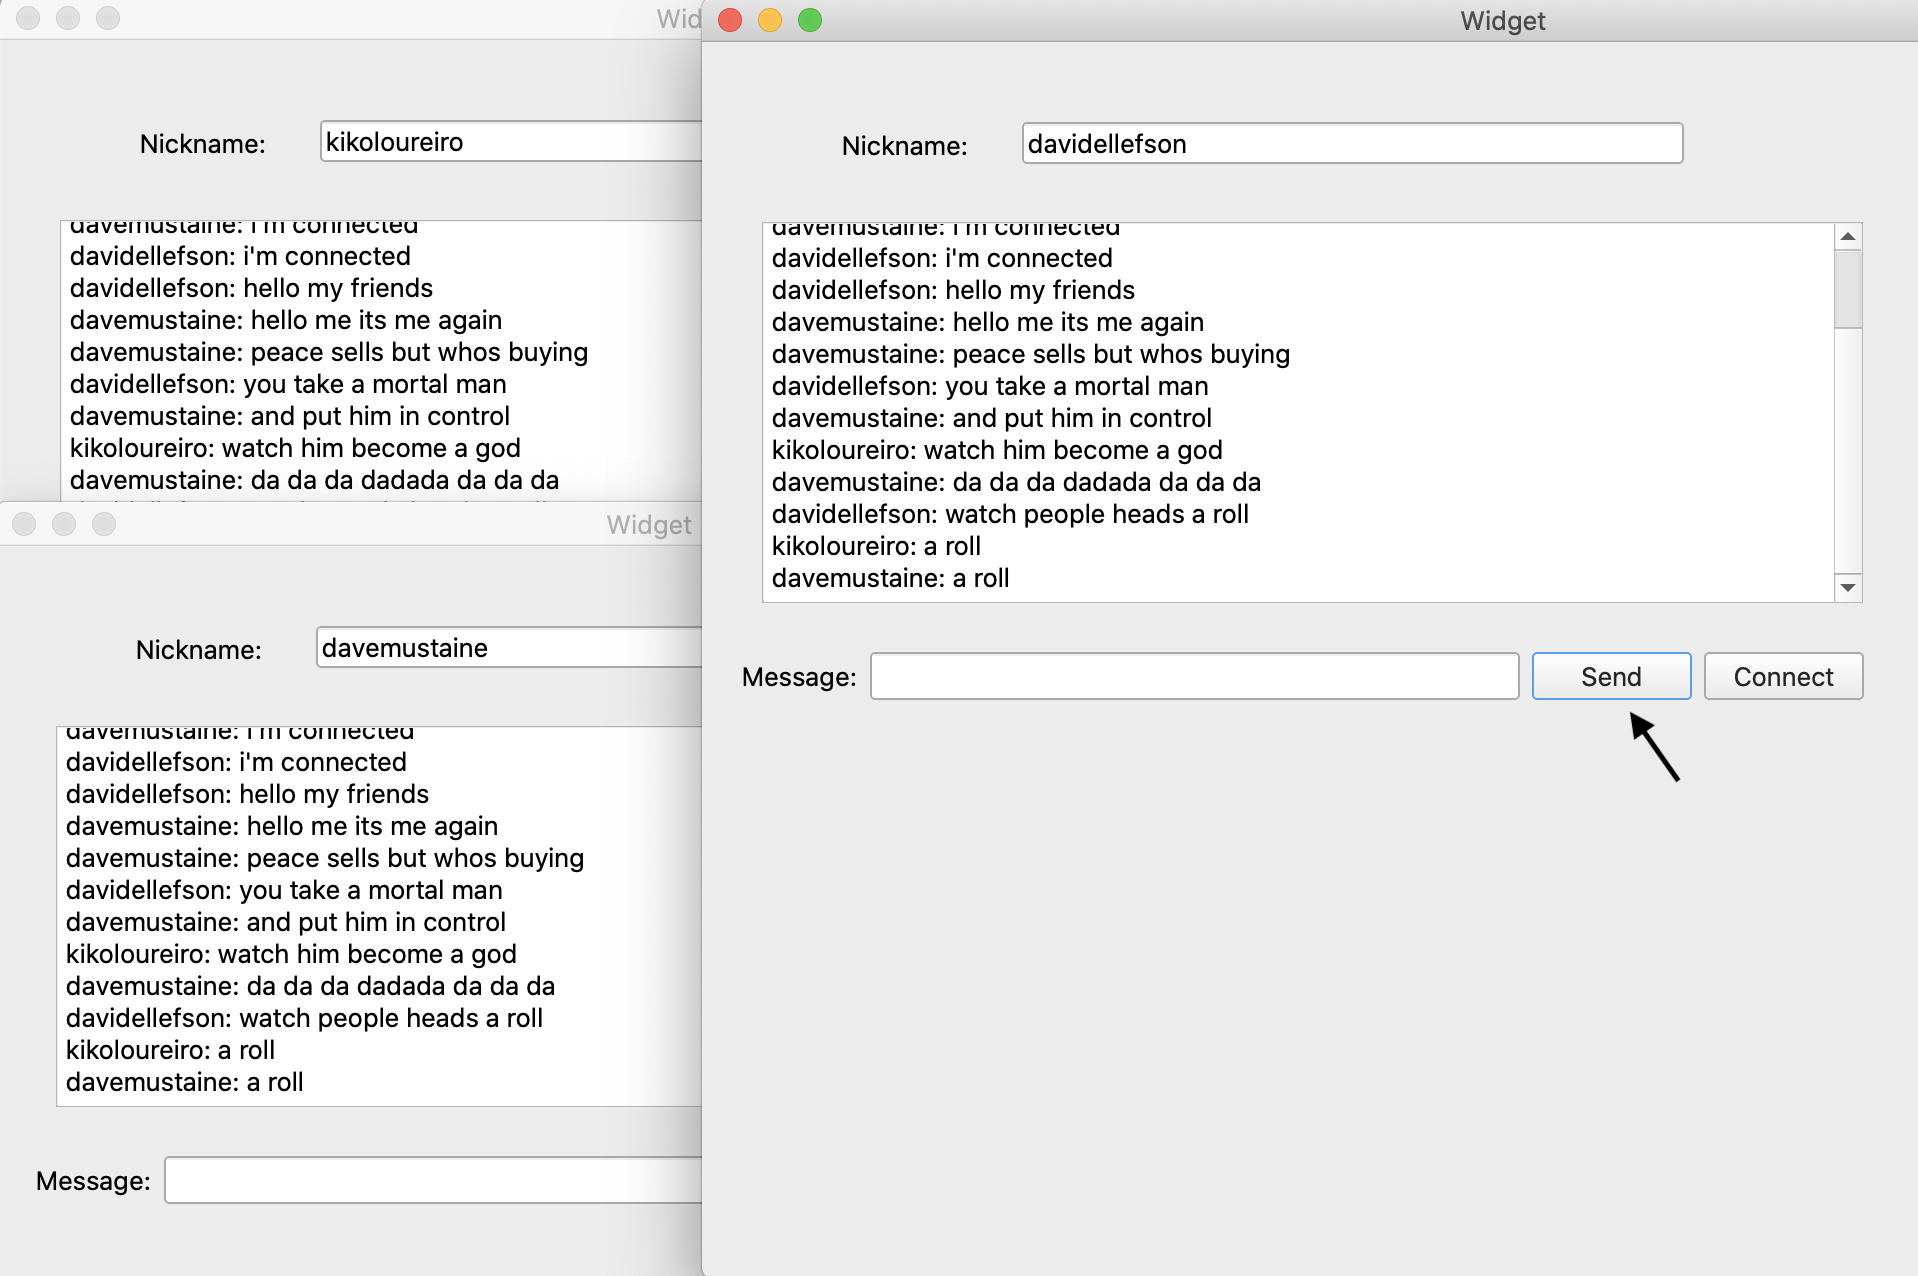 Wid
Nickname: kikoloureiro
davemustaine: i'm connected
davidellefson: i'm connected
davidellefson: hello my friends
davemustaine: hello me its me again
davemustaine: peace sells but whos buying
davidellefson: you take a mortal man
davemustaine: and put him in control
kikoloureiro: watch him become a god
davemustaine: da da da dadada da da da
Widget
Nickname: davemustaine
davemustaine: i'm connected
davidellefson: i'm connected
davidellefson: hello my friends
davemustaine: hello me its me again
davemustaine: peace sells but whos buying
davidellefson: you take a mortal man
davemustaine: and put him in control
kikoloureiro: watch him become a god
davemustaine: da da da dadada da da da
davidellefson: watch people heads a roll
kikoloureiro: a roll
davemustaine: a roll
Message:
Widget
Nickname: davidellefson
davemustaine: i'm connected
davidellefson: i'm connected
davidellefson: hello my friends
davemustaine: hello me its me again
davemustaine: peace sells but whos buying
davidellefson: you take a mortal man
davemustaine: and put him in control
kikoloureiro: watch him become a god
davemustaine: da da da dadada da da da
davidellefson: watch people heads a roll
kikoloureiro: a roll
davemustaine: a roll
Message: Send Connect